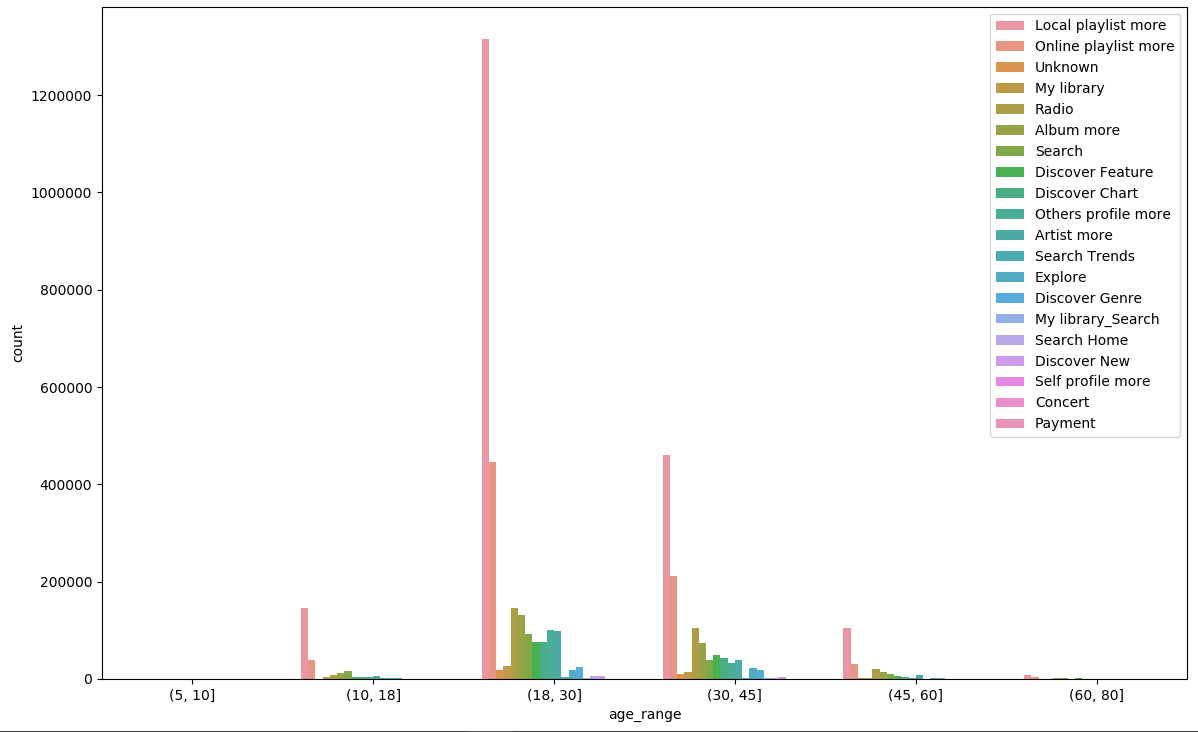 1200000
1000000
800000
600000
400000
200000
0
count
(5, 10]
(10, 18]
(18, 30]
(30, 45]
(45, 60]
(60, 80]
age_range
Local playlist more
Online playlist more
Unknown
My library
Radio
Album more
Search
Discover Feature
Discover Chart
Others profile more
Artist more
Search Trends
Explore
Discover Genre
My library_Search
Search Home
Discover New
Self profile more
Concert
Payment